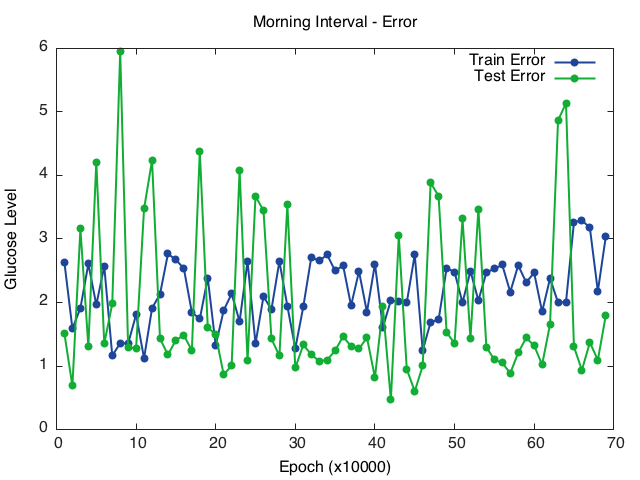 Morning Interval - Error
Train Error
Test Error
Glucose Level
6
5
4
3
2
1
0
0 10 20 30 40 50 60 70
Epoch (x10000)